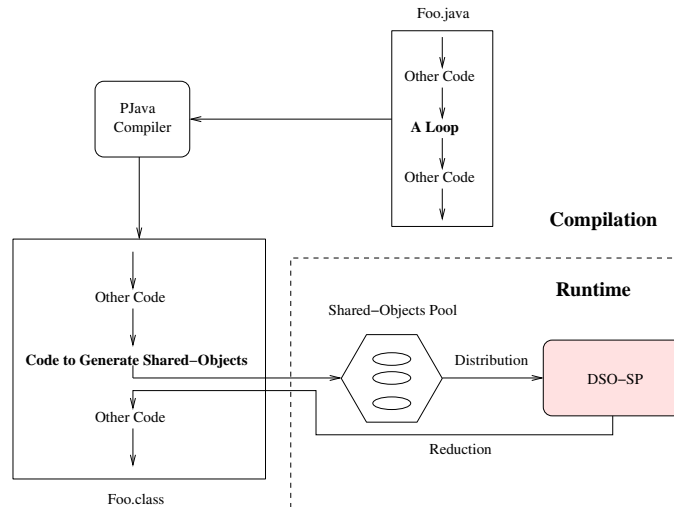 Foo.java
Other Code
PJava
Compiler
A Loop
Other Code
Compilation
Runtime
Other Code
Shared-Objects Pool
Code to Generate Shared-Objects
Distribution
DSO-SP
Other Code
Reduction
Foo.class